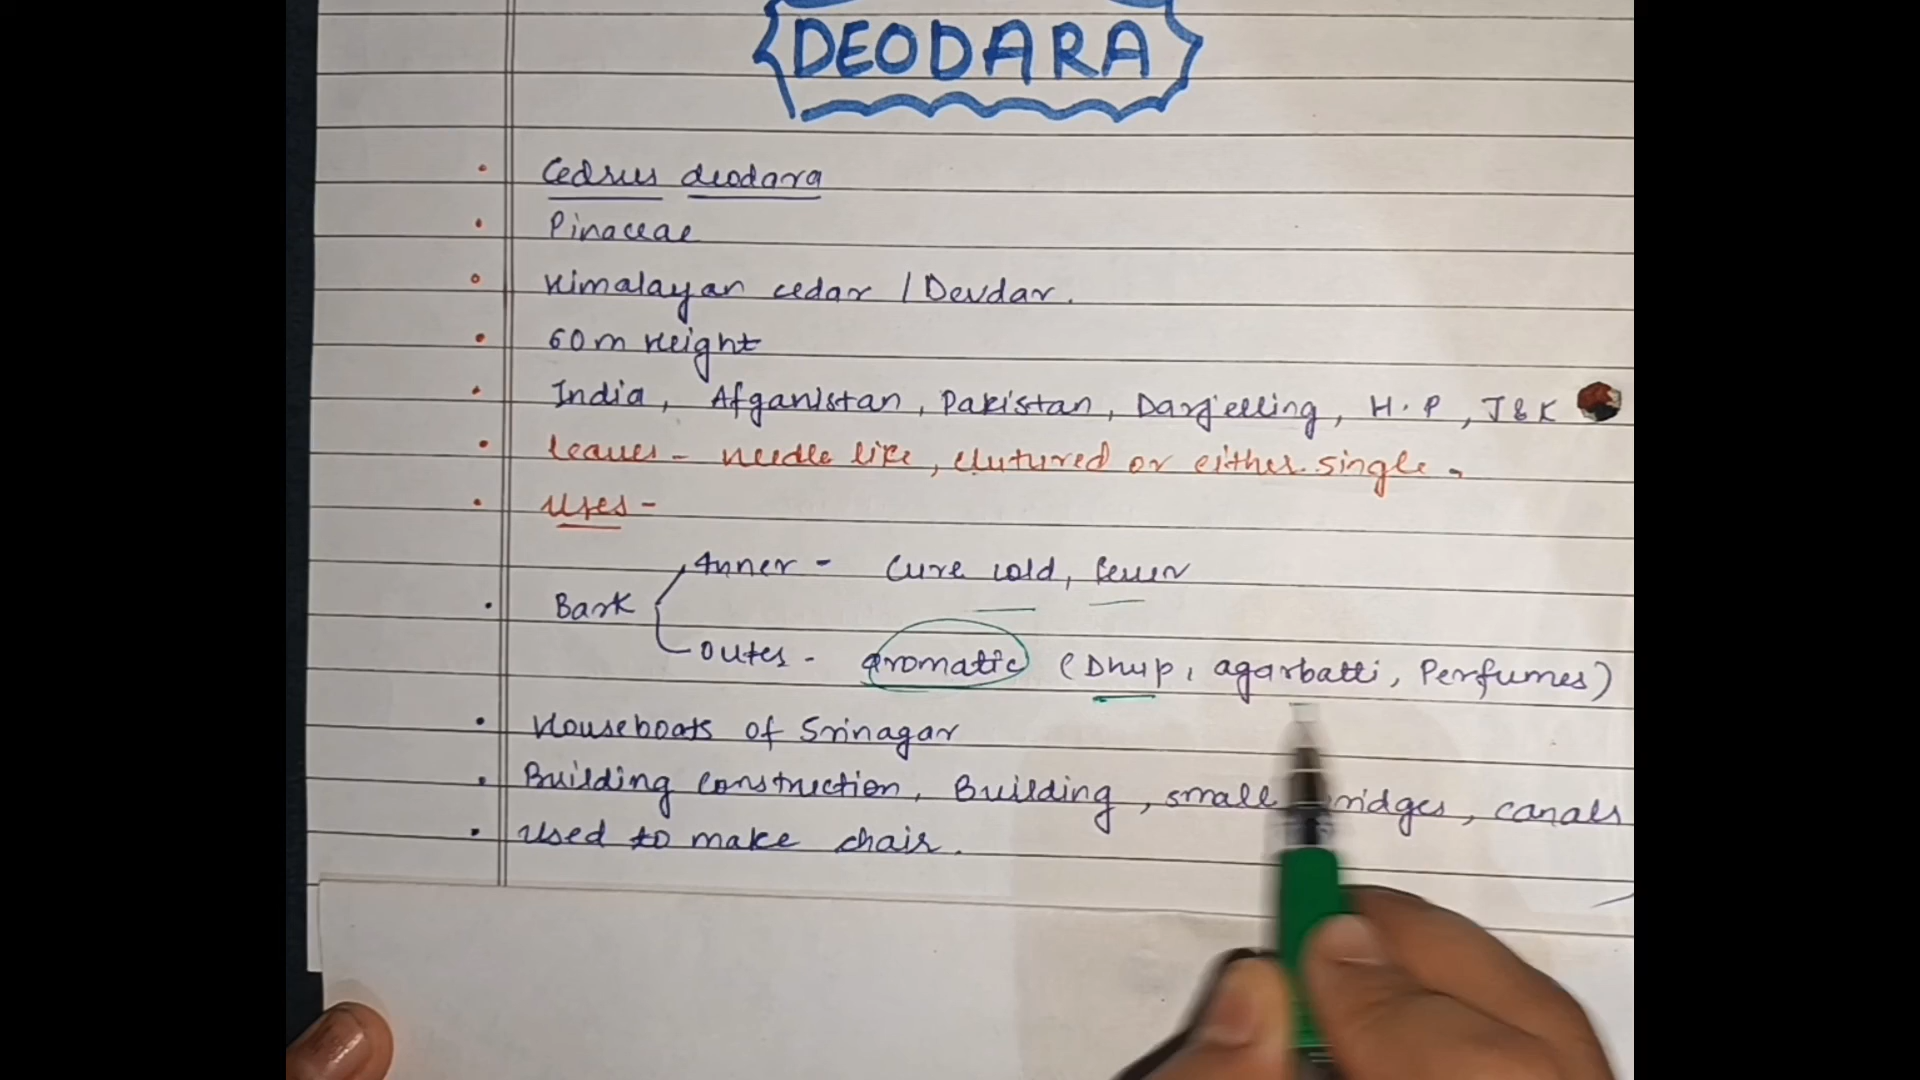 DEODARA
Cedrus deodara
Pinaceae
Himalayan cedar / Devdar.
60m Height
India, Afganistan, Pakistan, Darjelling, H.P, J&K
leaves - needle like, clutured or either single.
Uses -
Inner - Cure cold, fever
Bark
Outer - aromatic (Dhup, agarbatti, Perfumes)
Houseboats of Srinagar
Building construction, Building, small bridges, canals
Used to make chair.